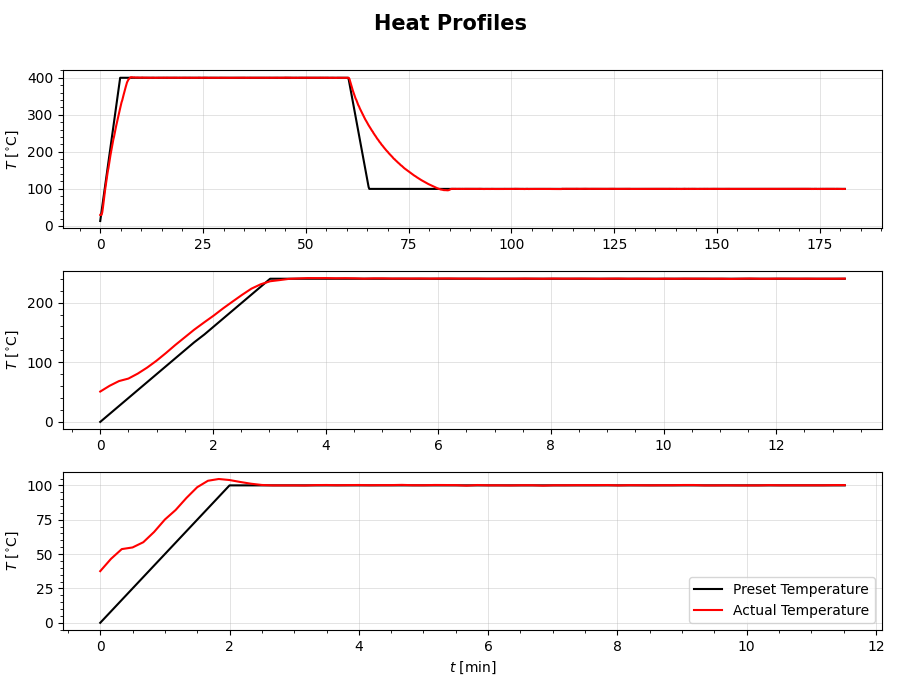 Heat Profiles
400
300
200
100
0
T [°C]
0 25 50 75 100 125 150 175
200
100
0
T [°C]
0 2 4 6 8 10 12
100
75
50
25
0
T [°C]
Preset Temperature
Actual Temperature
0 2 4 6 8 10 12
t [min]